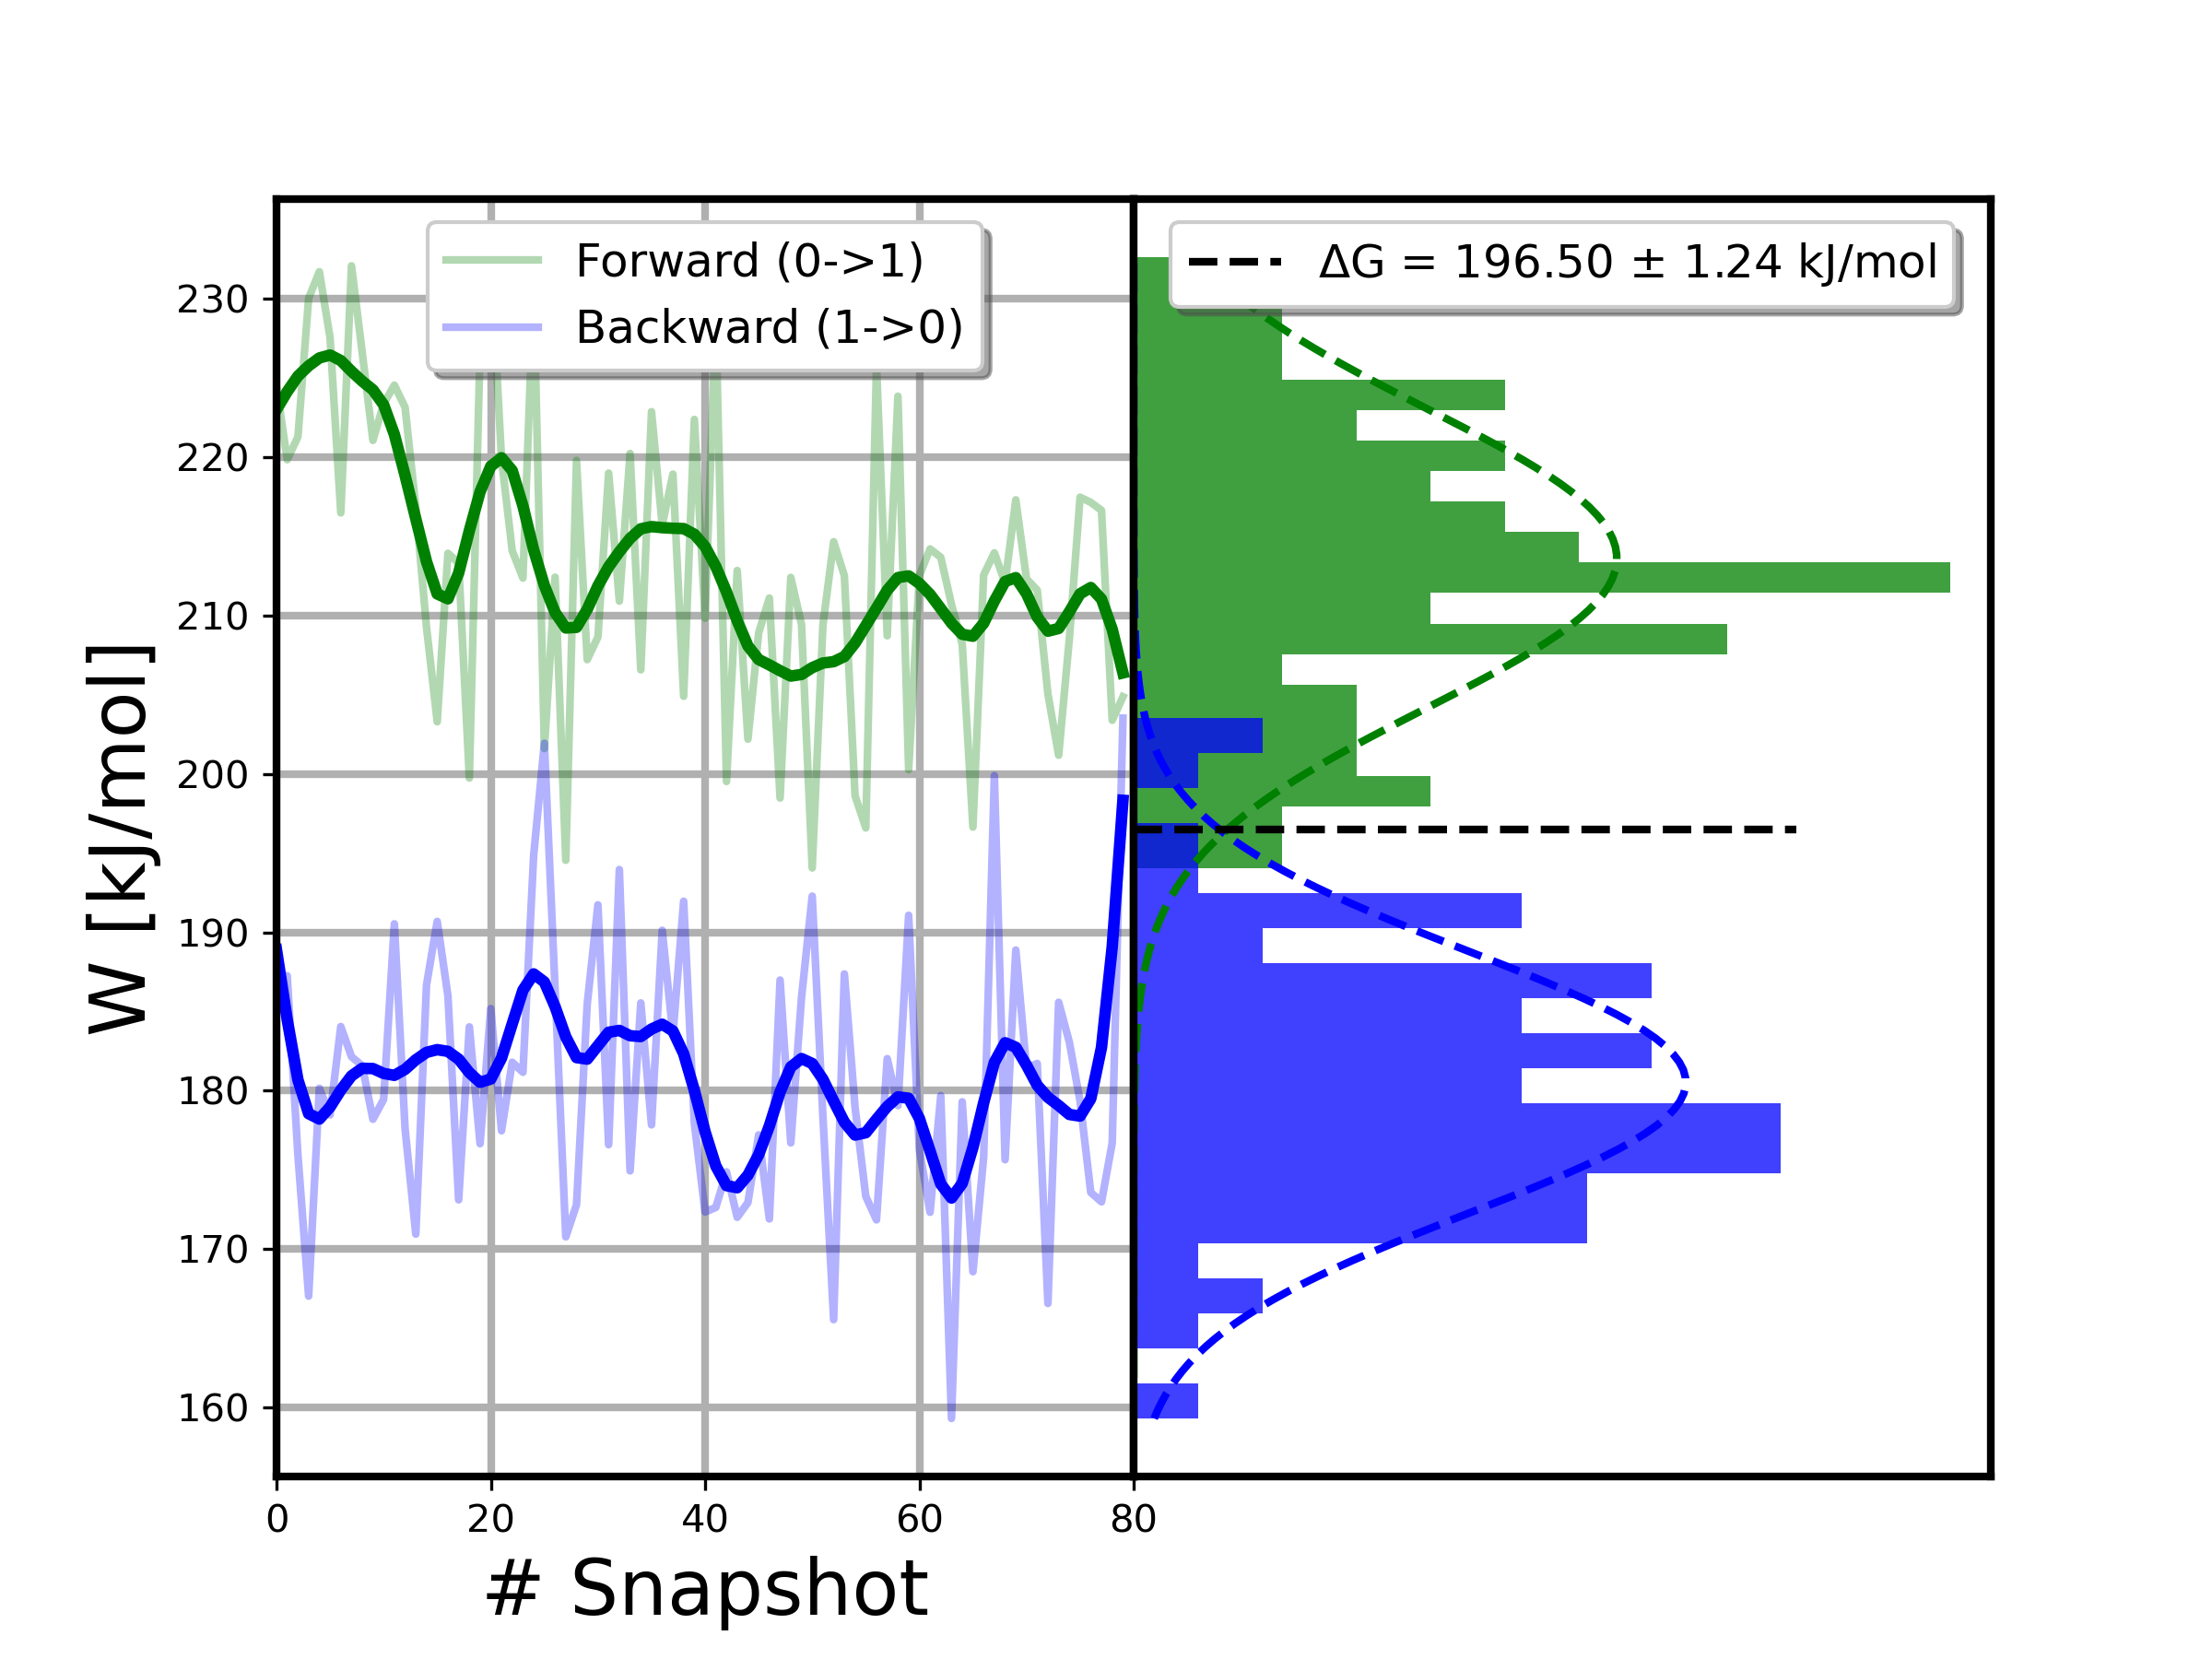 Forward (0->1)
Backward (1->0)
ΔG = 196.50 ± 1.24 kJ/mol
W [kJ/mol]
230
220
210
200
190
180
170
160
0 20 40 60 80
# Snapshot